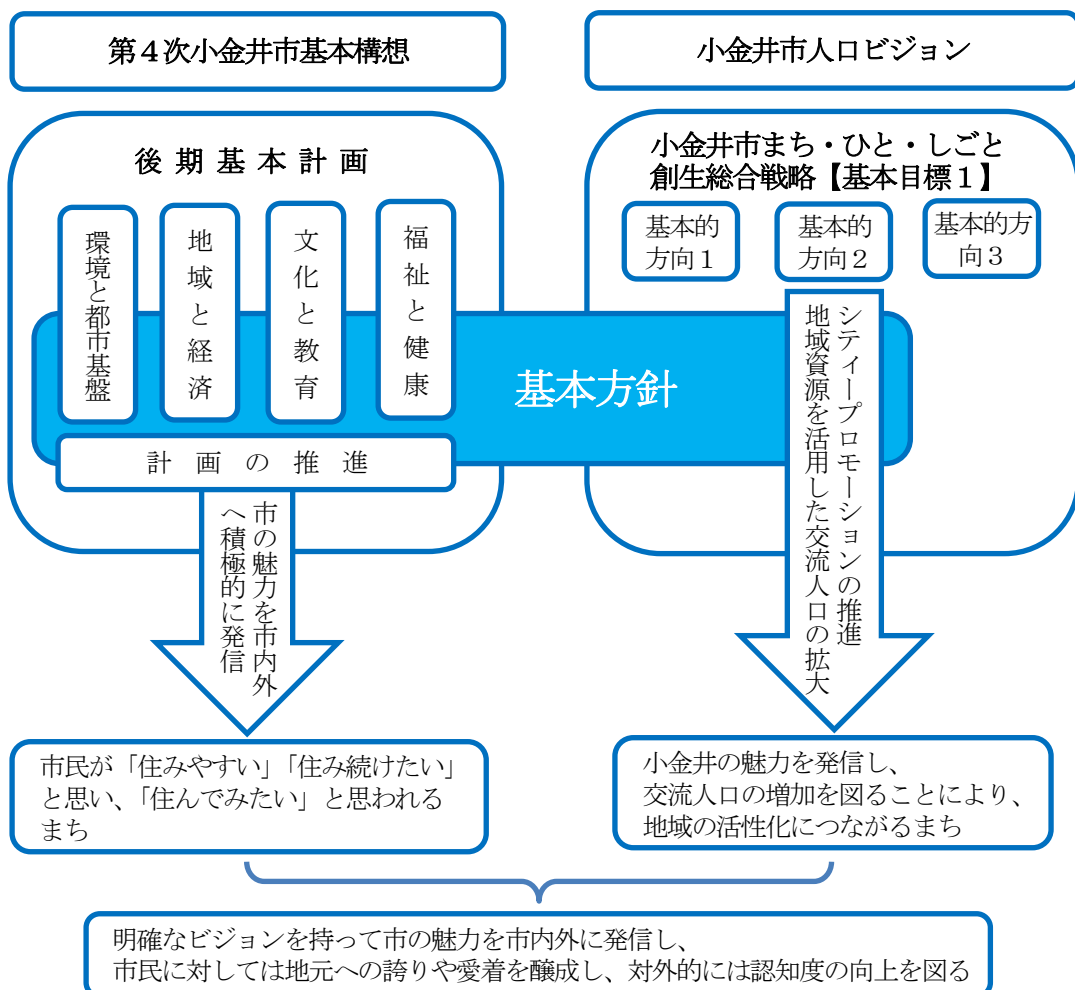 第４次小金井市基本構想
小金井市人口ビジョン
後期基本計画
環境と都市基盤
地域と経済
文化と教育
福祉と健康
計画の推進
小金井市まち・ひと・しごと
創生総合戦略【基本目標１】
基本的
方向１
基本的
方向２
基本的方
向３
基本方針
市の魅力を市内外
へ積極的に発信
シティープロモーションの推進
地域資源を活用した交流人口の拡大
市民が「住みやすい」「住み続けたい」
と思い、「住んでみたい」と思われる
まち
小金井の魅力を発信し、
交流人口の増加を図ることにより、
地域の活性化につながるまち
明確なビジョンを持って市の魅力を市内外に発信し、
市民に対しては地元への誇りや愛着を醸成し、対外的には認知度の向上を図る